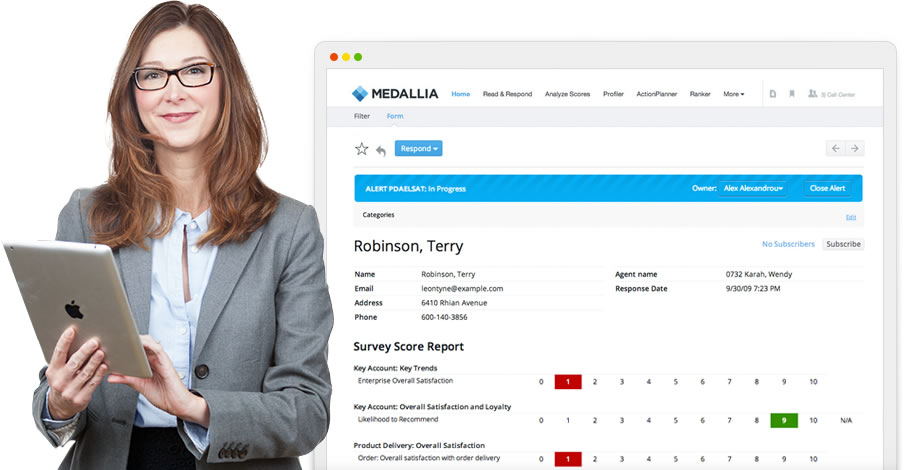 MEDALLIA Home Read & Respond Analyze Scores Profiler ActionPlanner Ranker More Call Center
Filter Form
Respond
ALERT PDAELSAT: In Progress Owner: Alex Alexandrou Close Alert
Categories Edit
Robinson, Terry No Subscribers Subscribe
Name Robinson, Terry Agent name 0732 Karah, Wendy
Email leontyne@example.com Response Date 9/30/09 7:23 PM
Address 6410 Rhian Avenue
Phone 600-140-3856
Survey Score Report
Key Account: Key Trends
Enterprise Overall Satisfaction 0 1 2 3 4 5 6 7 8 9 10
Key Account: Overall Satisfaction and Loyalty
Likelihood to Recommend 0 1 2 3 4 5 6 7 8 9 10 N/A
Product Delivery: Overall Satisfaction
Order: Overall satisfaction with order delivery 0 1 2 3 4 5 6 7 8 9 10